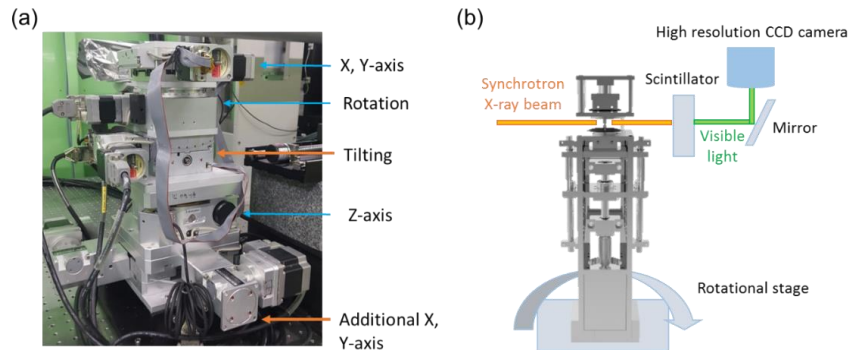 (a)
X, Y-axis
Rotation
Tilting
Z-axis
Additional X,
Y-axis
(b)
High resolution CCD camera
Scintillator
Synchrotron
X-ray beam
Visible
light
Mirror
Rotational stage